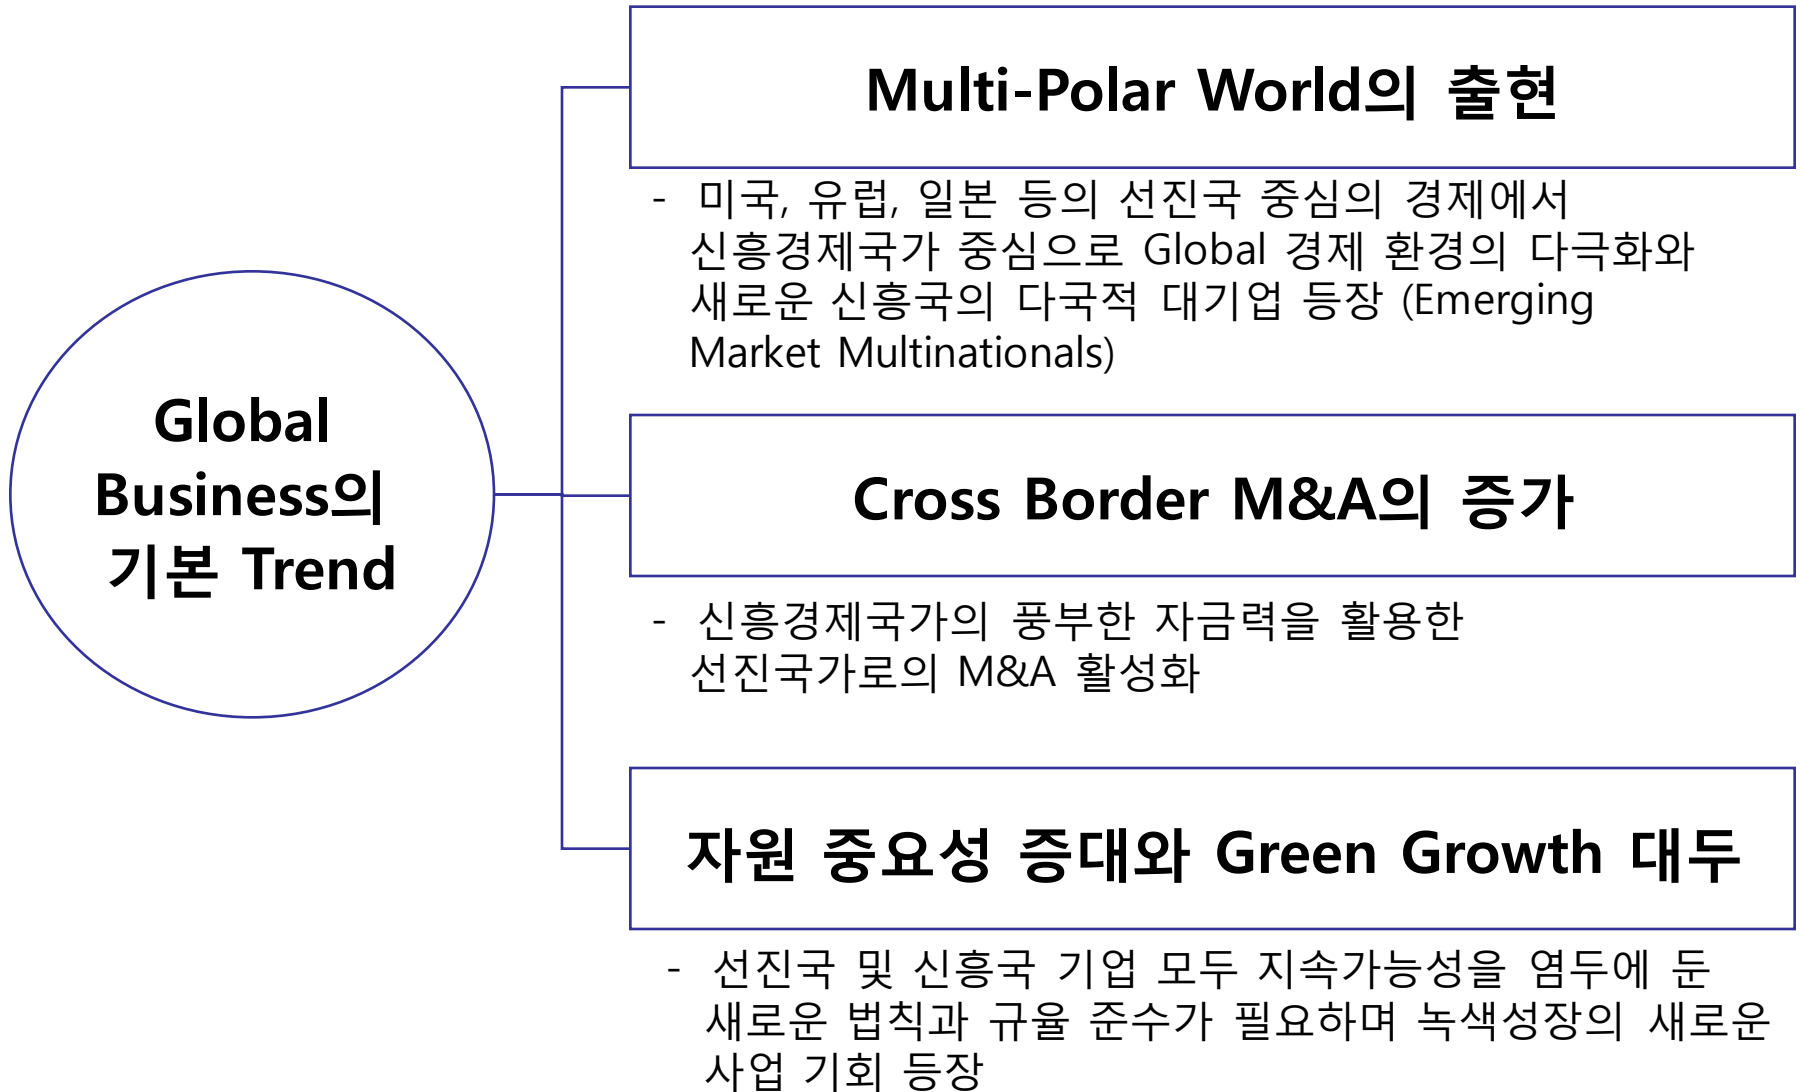 Global
Business의
기본 Trend
Multi-Polar World의 출현
- 미국, 유럽, 일본 등의 선진국 중심의 경제에서
신흥경제국가 중심으로 Global 경제 환경의 다극화와
새로운 신흥국의 다국적 대기업 등장 (Emerging
Market Multinationals)
Cross Border M&A의 증가
- 신흥경제국가의 풍부한 자금력을 활용한
선진국가로의 M&A 활성화
자원 중요성 증대와 Green Growth 대두
- 선진국 및 신흥국 기업 모두 지속가능성을 염두에 둔
새로운 법칙과 규율 준수가 필요하며 녹색성장의 새로운
사업 기회 등장